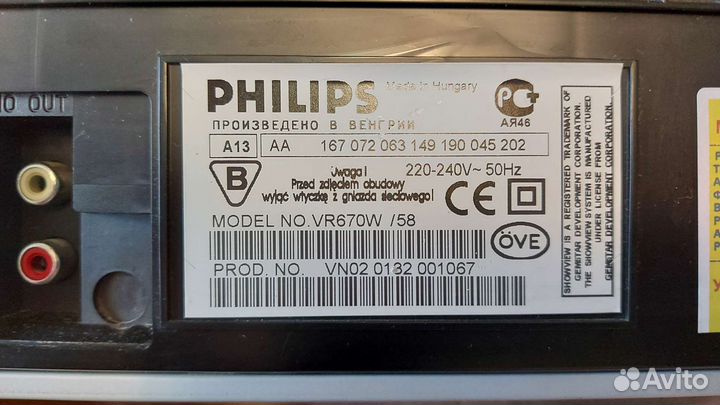 IO OUT
PHILIPS
Made in Hungary
ПРОИЗВЕДЕНО В ВЕНГРИИ
АЯ46
A13 AA 167 072 063 149 190 045 202
B
Uwaga !
Przed zdjęciem obudowy
wyjąć wtyczkę z gniazda sieciowego !
220-240V~ 50Hz
CE
MODEL NO. VR670W /58
ÖVE
PROD. NO. VN02 0132 001067
SHOWVIEW IS A REGISTERED TRADEMARK OF
GEMSTAR DEVELOPMENT CORPORATION.
THE SHOWVIEW SYSTEM IS MANUFACTURED
UNDER LICENSE FROM
GEMSTAR DEVELOPMENT CORPORATION.
Avito